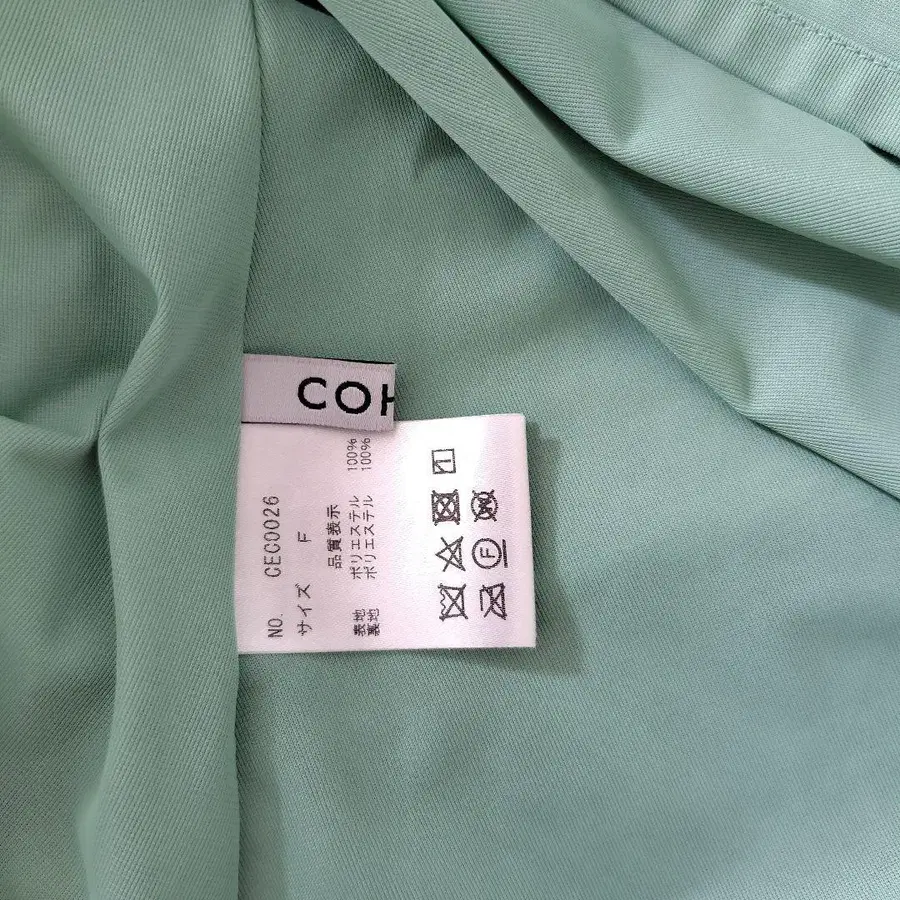 COH
NO. CEC0026
サイズ F
品質表示
表地 ポリエステル 100%
裏地 ポリエステル 100%
F
W